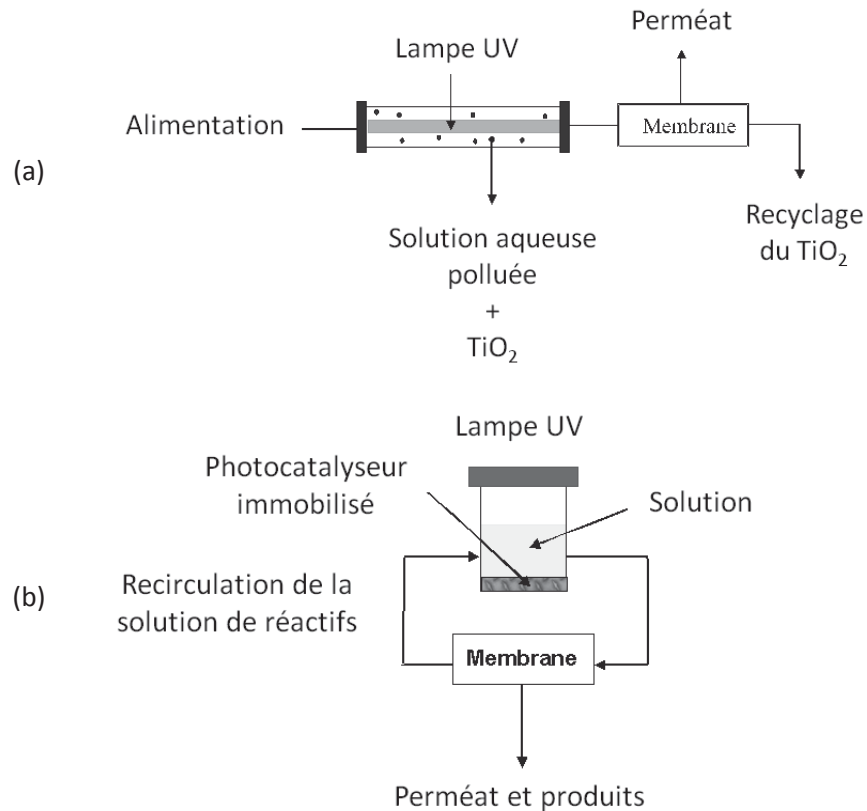 Perméat
Lampe UV
Alimentation
Membrane
(a)
Recyclage
du TiO₂
Solution aqueuse
polluée
+
TiO₂
Lampe UV
Photocatalyseur
immobilisé
Solution
Recirculation de la
solution de réactifs
(b)
Membrane
Perméat et produits